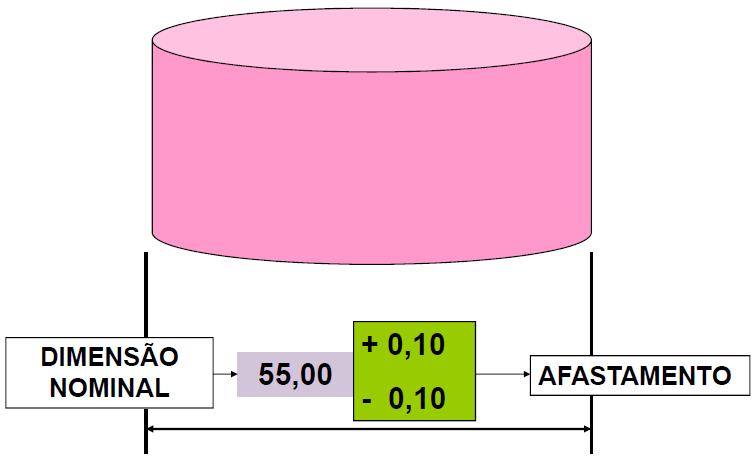 DIMENSÃO
NOMINAL
55,00
+ 0,10
- 0,10
AFASTAMENTO